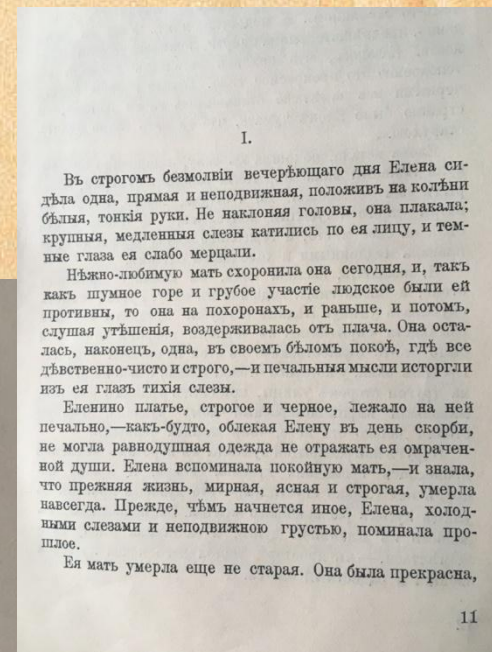 I.
Въ строгомъ безмолвіи вечерѣющаго дня Елена си-
дѣла одна, прямая и неподвижная, положивъ на колѣни
бѣлыя, тонкія руки. Не наклоняя головы, она плакала;
крупныя, медленныя слезы катились по ея лицу, и тем-
ные глаза ея слабо мерцали.
Нѣжно-любимую мать схоронила она сегодня, и, такъ
какъ шумное горе и грубое участіе людское были ей
противны, то она на похоронахъ, и раньше, и потомъ,
слушая утѣшенія, воздерживалась отъ плача. Она оста-
лась, наконецъ, одна, въ своемъ бѣломъ покоѣ, гдѣ все
дѣвственно-чисто и строго,—и печальныя мысли исторгли
изъ ея глазъ тихія слезы.
Еленино платье, строгое и черное, лежало на ней
печально,—какъ-будто, облекая Елену въ день скорби,
не могла равнодушная одежда не отражать ея омрачен-
ной души. Елена вспоминала покойную мать,—и знала,
что прежняя жизнь, мирная, ясная и строгая, умерла
навсегда. Прежде, чѣмъ начнется иное, Елена, холод-
ными слезами и неподвижною грустью, поминала про-
шлое.
Ея мать умерла еще не старая. Она была прекрасна,
11